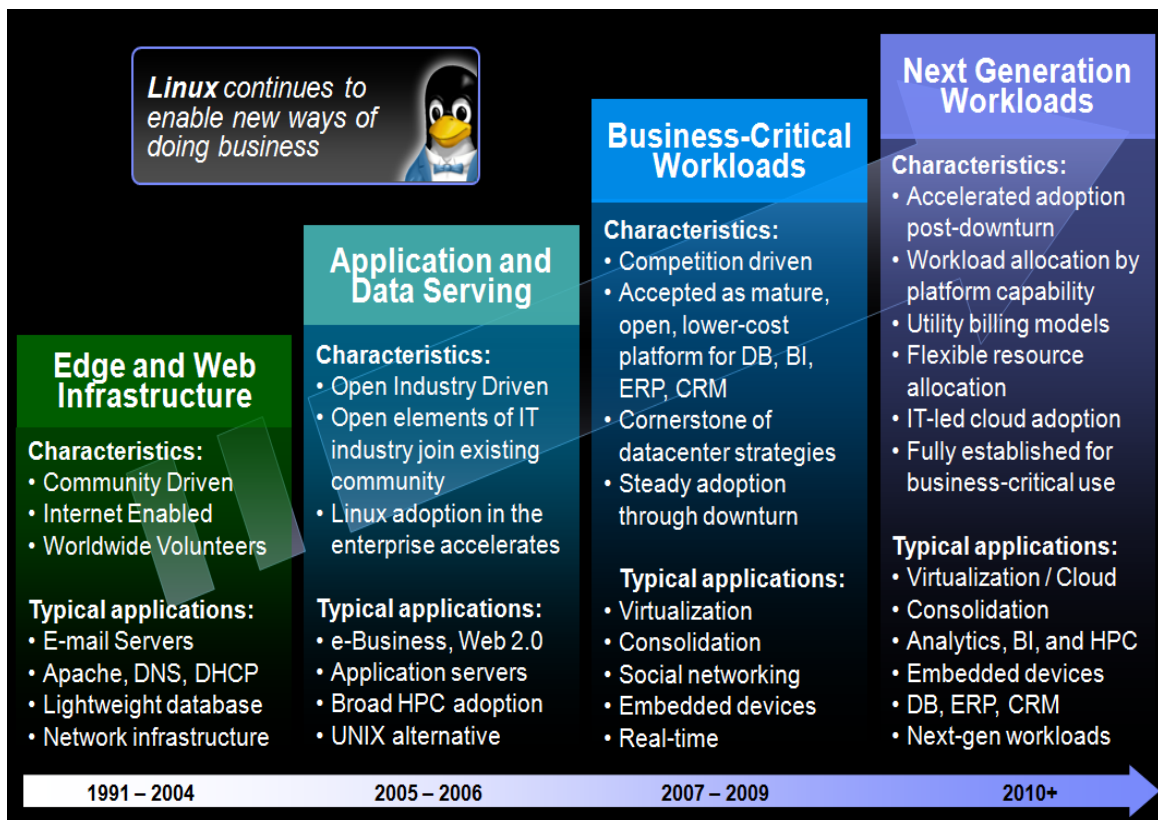 Linux continues to
enable new ways of
doing business
Edge and Web
Infrastructure
Characteristics:
• Community Driven
• Internet Enabled
• Worldwide Volunteers
Typical applications:
• E-mail Servers
• Apache, DNS, DHCP
• Lightweight database
• Network infrastructure
1991 – 2004
Application and
Data Serving
Characteristics:
• Open Industry Driven
• Open elements of IT
industry join existing
community
• Linux adoption in the
enterprise accelerates
Typical applications:
• e-Business, Web 2.0
• Application servers
• Broad HPC adoption
• UNIX alternative
2005 – 2006
Business-Critical
Workloads
Characteristics:
• Competition driven
• Accepted as mature,
open, lower-cost
platform for DB, BI,
ERP, CRM
• Cornerstone of
datacenter strategies
• Steady adoption
through downturn
Typical applications:
• Virtualization
• Consolidation
• Social networking
• Embedded devices
• Real-time
2007 – 2009
Next Generation
Workloads
Characteristics:
• Accelerated adoption
post-downturn
• Workload allocation by
platform capability
• Utility billing models
• Flexible resource
allocation
• IT-led cloud adoption
• Fully established for
business-critical use
Typical applications:
• Virtualization / Cloud
• Consolidation
• Analytics, BI, and HPC
• Embedded devices
• DB, ERP, CRM
• Next-gen workloads
2010+